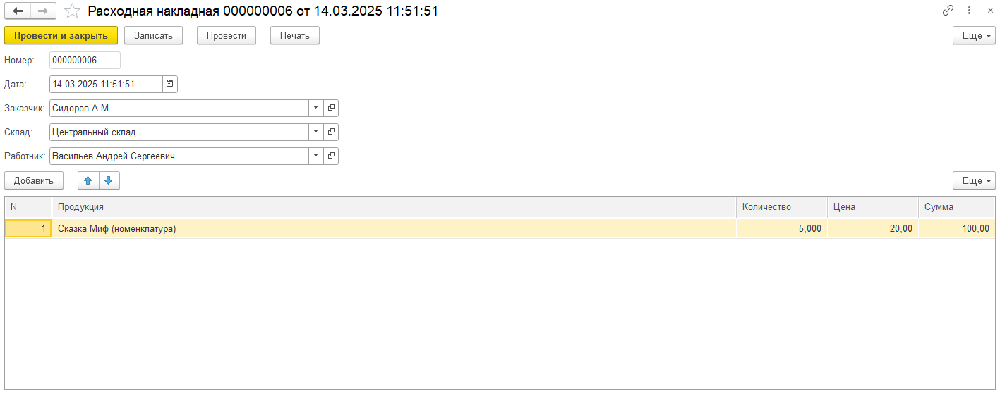 Расходная накладная 000000006 от 14.03.2025 11:51:51
Провести и закрыть Записать Провести Печать Еще
Номер: 000000006
Дата: 14.03.2025 11:51:51
Заказчик: Сидоров А.М.
Склад: Центральный склад
Работник: Васильев Андрей Сергеевич
Добавить Еще
N Продукция Количество Цена Сумма
1 Сказка Миф (номенклатура) 5,000 20,00 100,00